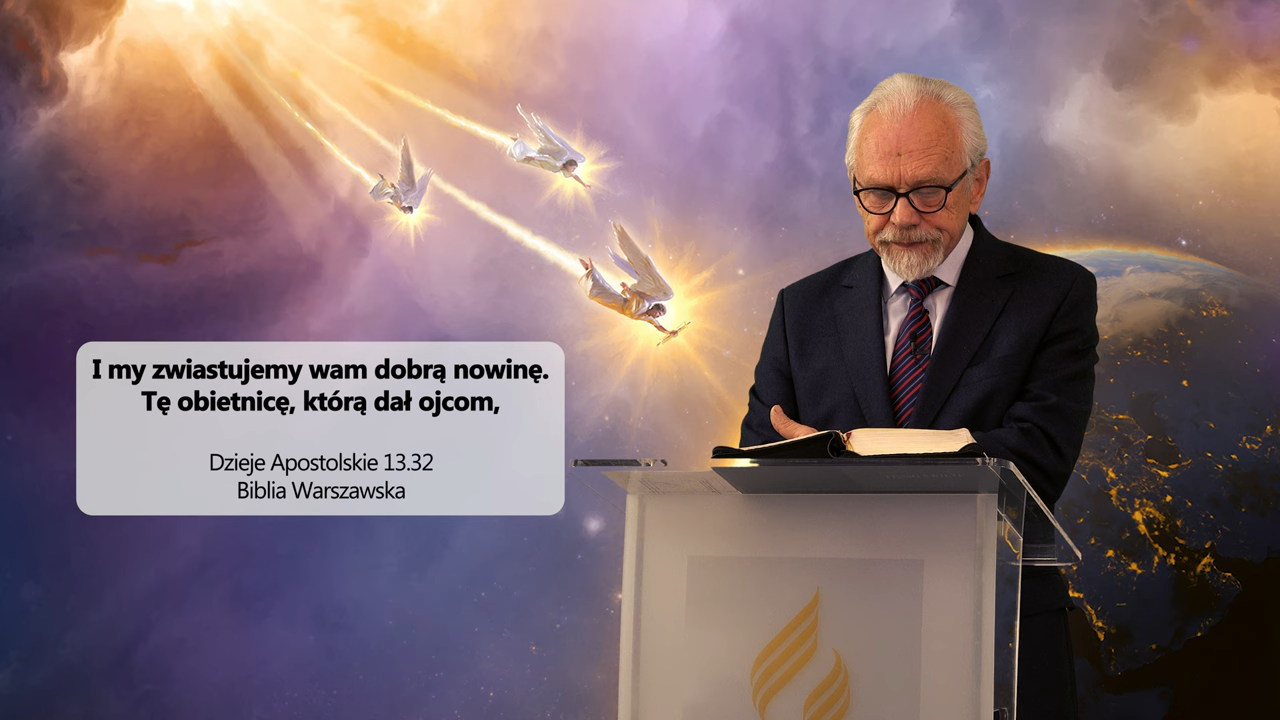 I my zwiastujemy wam dobrą nowinę.
Tę obietnicę, którą dał ojcom,
Dzieje Apostolskie 13.32
Biblia Warszawska